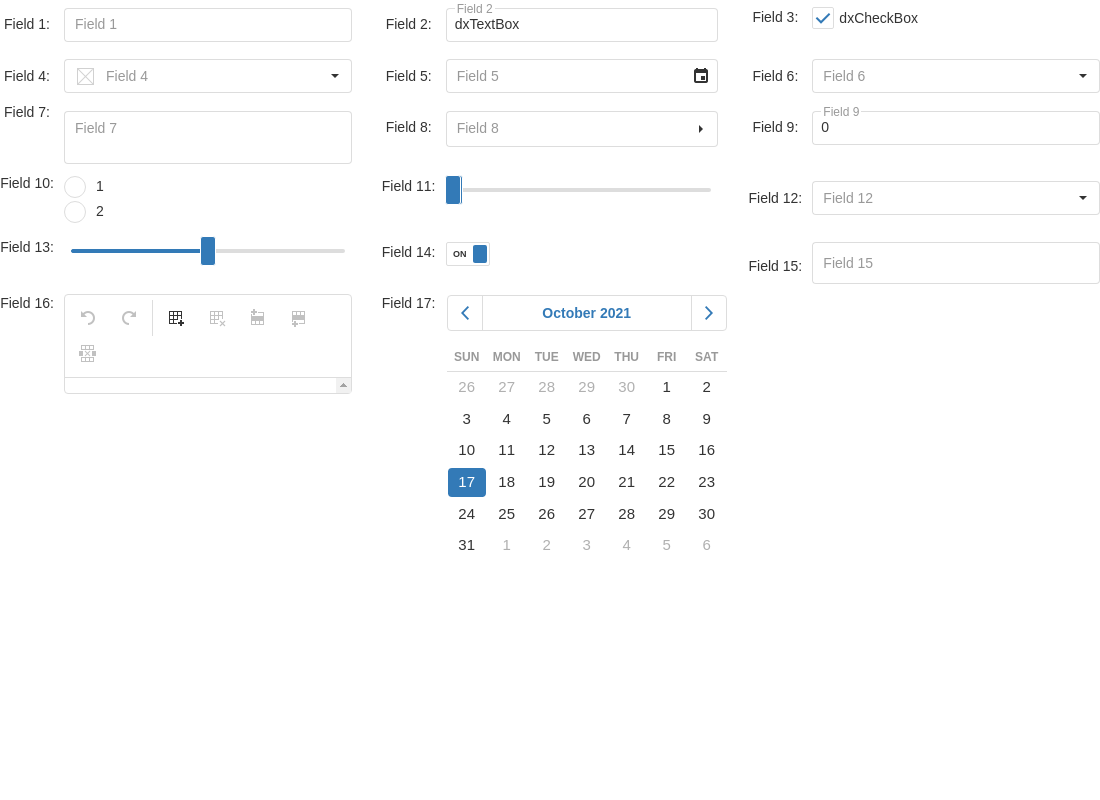 Field 1: Field 1
Field 2: Field 2
dxTextBox
Field 3: dxCheckBox
Field 4: Field 4
Field 5: Field 5
Field 6: Field 6
Field 7: Field 7
Field 8: Field 8
Field 9: Field 9
0
Field 10: 1
2
Field 11:
Field 12: Field 12
Field 13:
Field 14: ON
Field 15: Field 15
Field 16:
Field 17: October 2021
SUN MON TUE WED THU FRI SAT
26 27 28 29 30 1 2
3 4 5 6 7 8 9
10 11 12 13 14 15 16
17 18 19 20 21 22 23
24 25 26 27 28 29 30
31 1 2 3 4 5 6